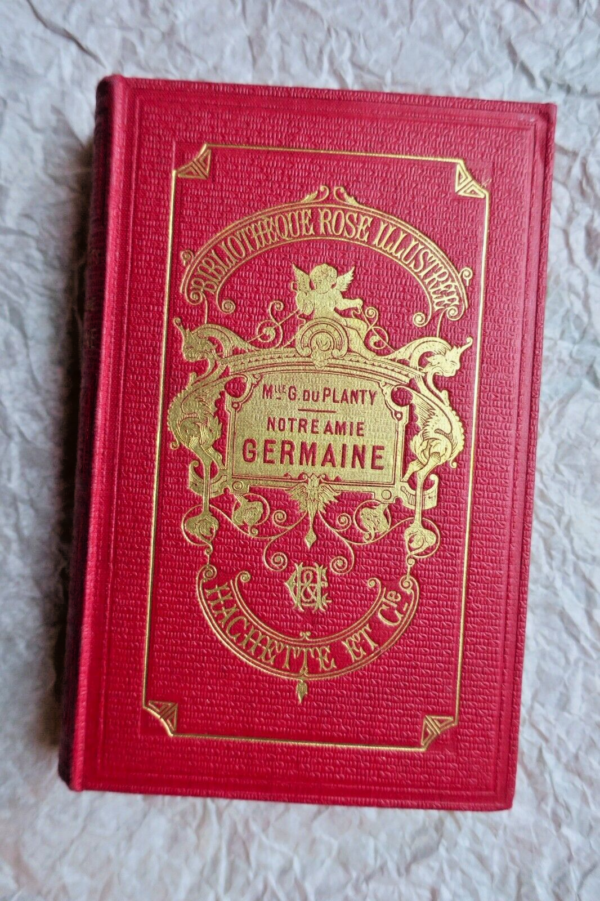 BIBLIOTHÈQUE ROSE ILLUSTRÉE
MLLE G. DU PLANTY
NOTRE AMIE
GERMAINE
H&C
HACHETTE ET Cie